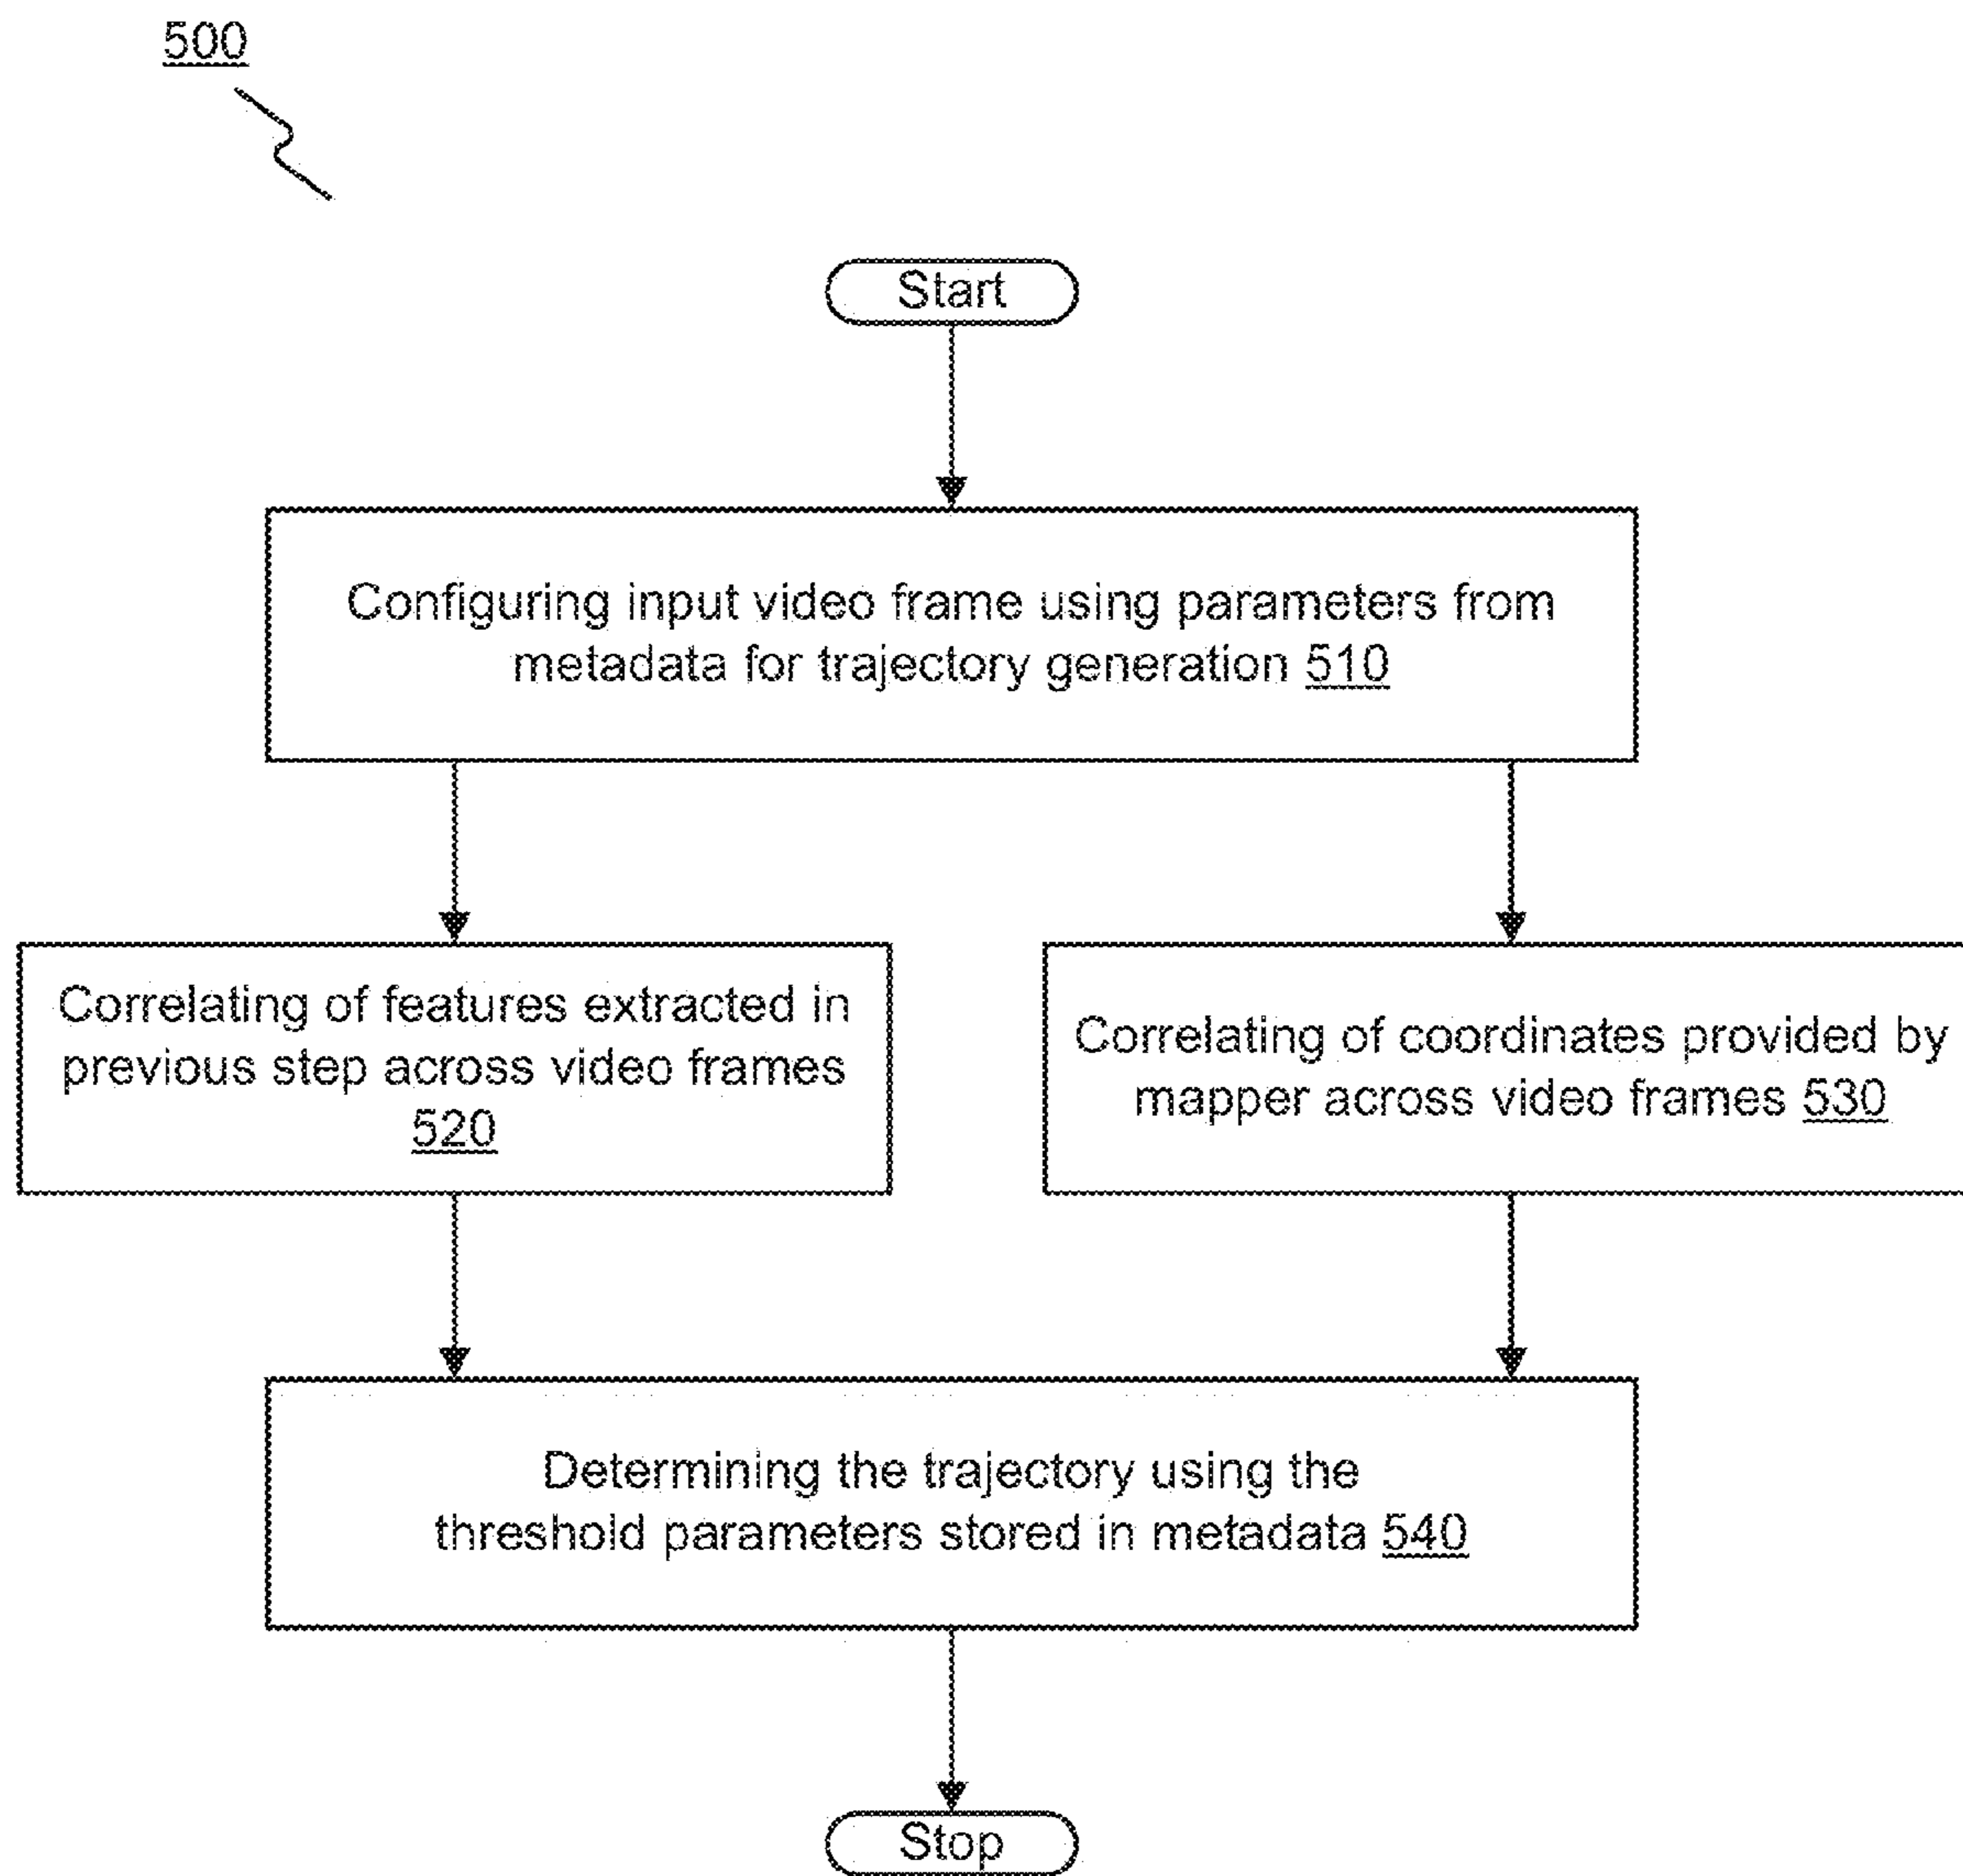 500
Start
Configuring input video frame using parameters from
metadata for trajectory generation 510
Correlating of features extracted in
previous step across video frames
520
Correlating of coordinates provided by
mapper across video frames 530
Determining the trajectory using the
threshold parameters stored in metadata 540
Stop